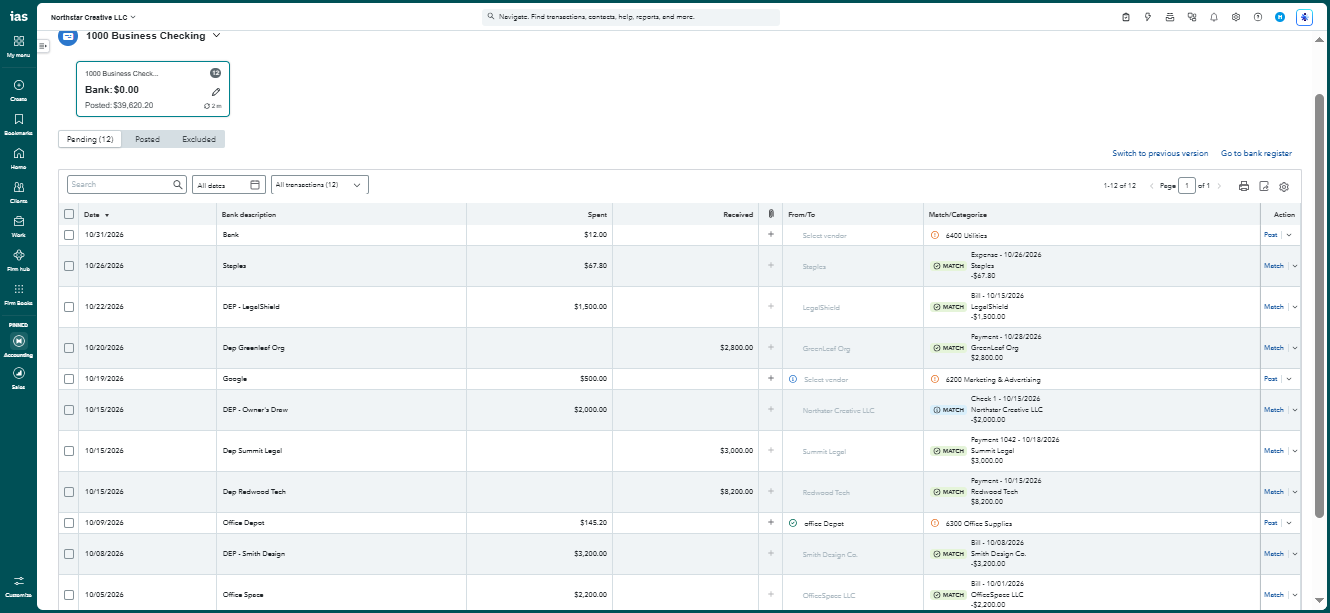 ias
Northstar Creative LLC
Navigate. Find transactions, contacts, help, reports, and more.
H
My menu
Create
Bookmarks
Home
Clients
Work
Firm hub
Firm Books
PINNED
Accounting
Sales
Customize
1000 Business Checking
1000 Business Check... 12
Bank: $0.00
Posted: $39,620.20 2 m
Pending (12) Posted Excluded
Switch to previous version Go to bank register
Search All dates All transactions (12) 1-12 of 12 Page 1 of 1
Date Bank description Spent Received From/To Match/Categorize Action
10/31/2026 Bank $12.00 + Select vendor 6400 Utilities Post
Expense - 10/26/2026
10/26/2026 Staples $67.80 + Staples MATCH Staples Match
-$67.80
Bill - 10/15/2026
10/22/2026 DEP - LegalShield $1,500.00 + LegalShield MATCH LegalShield Match
-$1,500.00
Payment - 10/28/2026
10/20/2026 Dep Greenleaf Org $2,800.00 + GreenLeaf Org MATCH GreenLeaf Org Match
$2,800.00
10/19/2026 Google $500.00 + Select vendor 6200 Marketing & Advertising Post
Check 1 - 10/15/2026
10/15/2026 DEP - Owner's Draw $2,000.00 + Northstar Creative LLC MATCH Northstar Creative LLC Match
-$2,000.00
Payment 1042 - 10/18/2026
10/15/2026 Dep Summit Legal $3,000.00 + Summit Legal MATCH Summit Legal Match
$3,000.00
Payment - 10/15/2026
10/15/2026 Dep Redwood Tech $8,200.00 + Redwood Tech MATCH Redwood Tech Match
$8,200.00
10/09/2026 Office Depot $145.20 + office Depot 6300 Office Supplies Post
Bill - 10/08/2026
10/08/2026 DEP - Smith Design $3,200.00 + Smith Design Co. MATCH Smith Design Co. Match
-$3,200.00
Bill - 10/01/2026
10/05/2026 Office Space $2,200.00 + OfficeSpace LLC MATCH OfficeSpace LLC Match
-$2,200.00